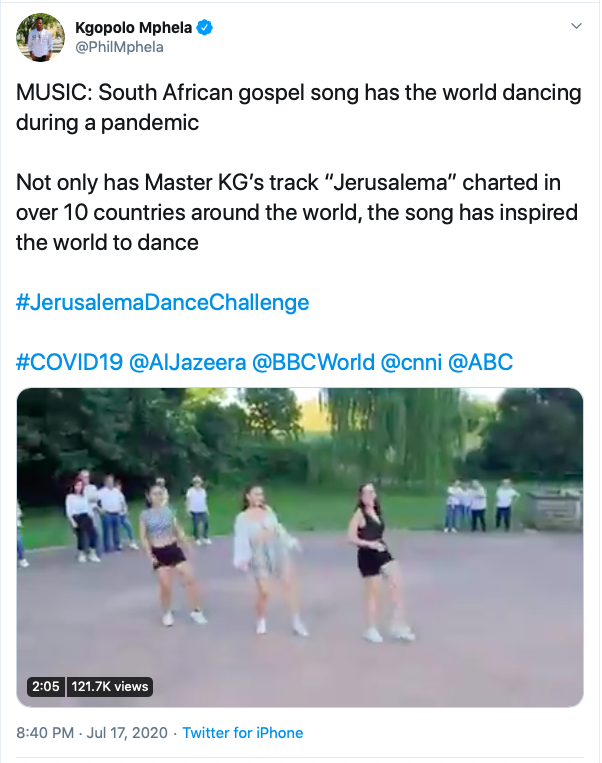 Kgopolo Mphela
@PhilMphela
MUSIC: South African gospel song has the world dancing
during a pandemic
Not only has Master KG’s track “Jerusalema” charted in
over 10 countries around the world, the song has inspired
the world to dance
#JerusalemaDanceChallenge
#COVID19 @AlJazeera @BBCWorld @cnni @ABC
2:05 121.7K views
8:40 PM · Jul 17, 2020 · Twitter for iPhone